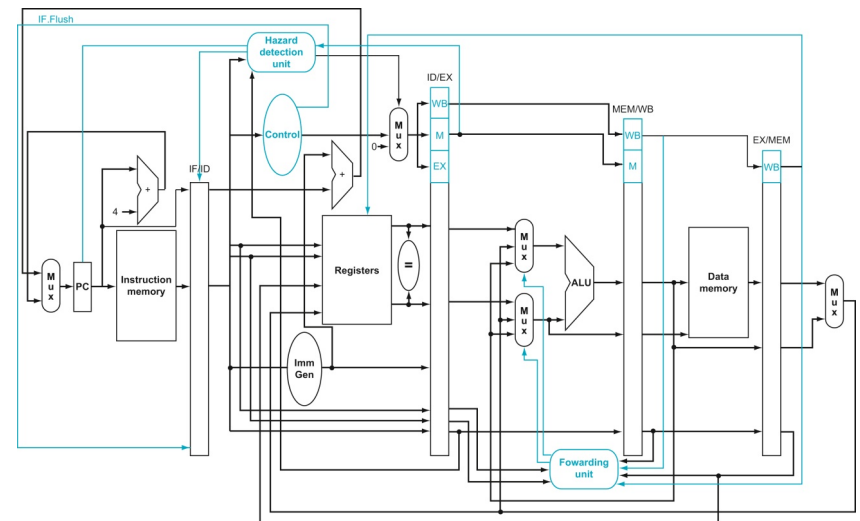 IF.Flush
Hazard
detection
unit
ID/EX
MEM/WB
EX/MEM
WB
M
EX
WB
M
WB
Control
0
M
u
x
IF/ID
+
4
+
M
u
x
PC
Instruction
memory
Registers
=
Imm
Gen
M
u
x
M
u
x
ALU
Data
memory
M
u
x
Fowarding
unit